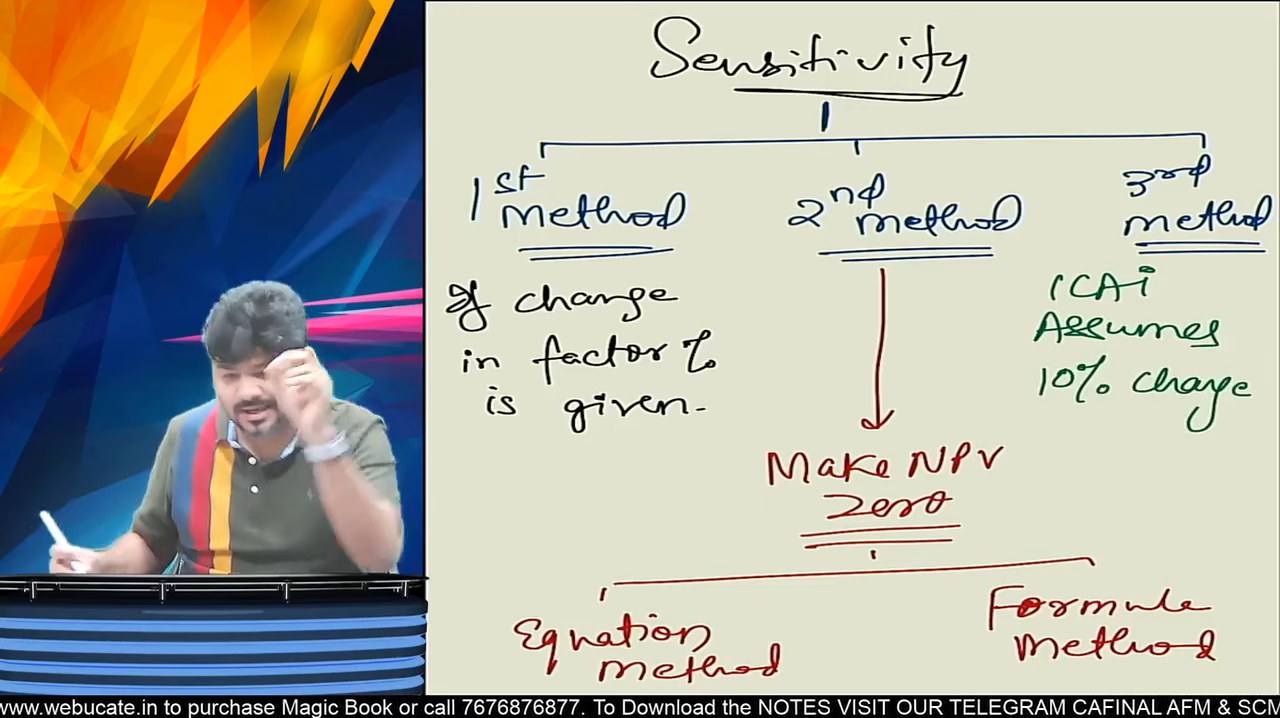 Sensitivity
1st method
2nd method
3rd method
If change
in factor %
is given.
Make NPV
Zero
ICAI
Assumes
10% change
Equation
method
Formula
Method
www.webucate.in to purchase Magic Book or call 7676876877. To Download the NOTES VISIT OUR TELEGRAM CAFINAL AFM & SCM